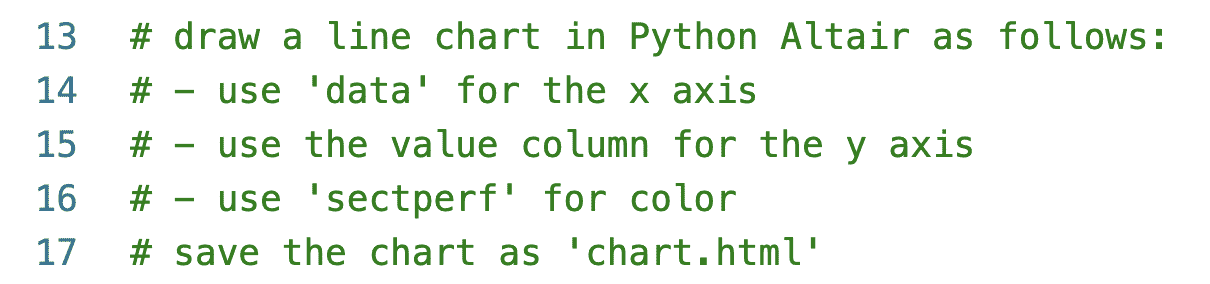 13 # draw a line chart in Python Altair as follows:
14 # - use 'data' for the x axis
15 # - use the value column for the y axis
16 # - use 'sectperf' for color
17 # save the chart as 'chart.html'